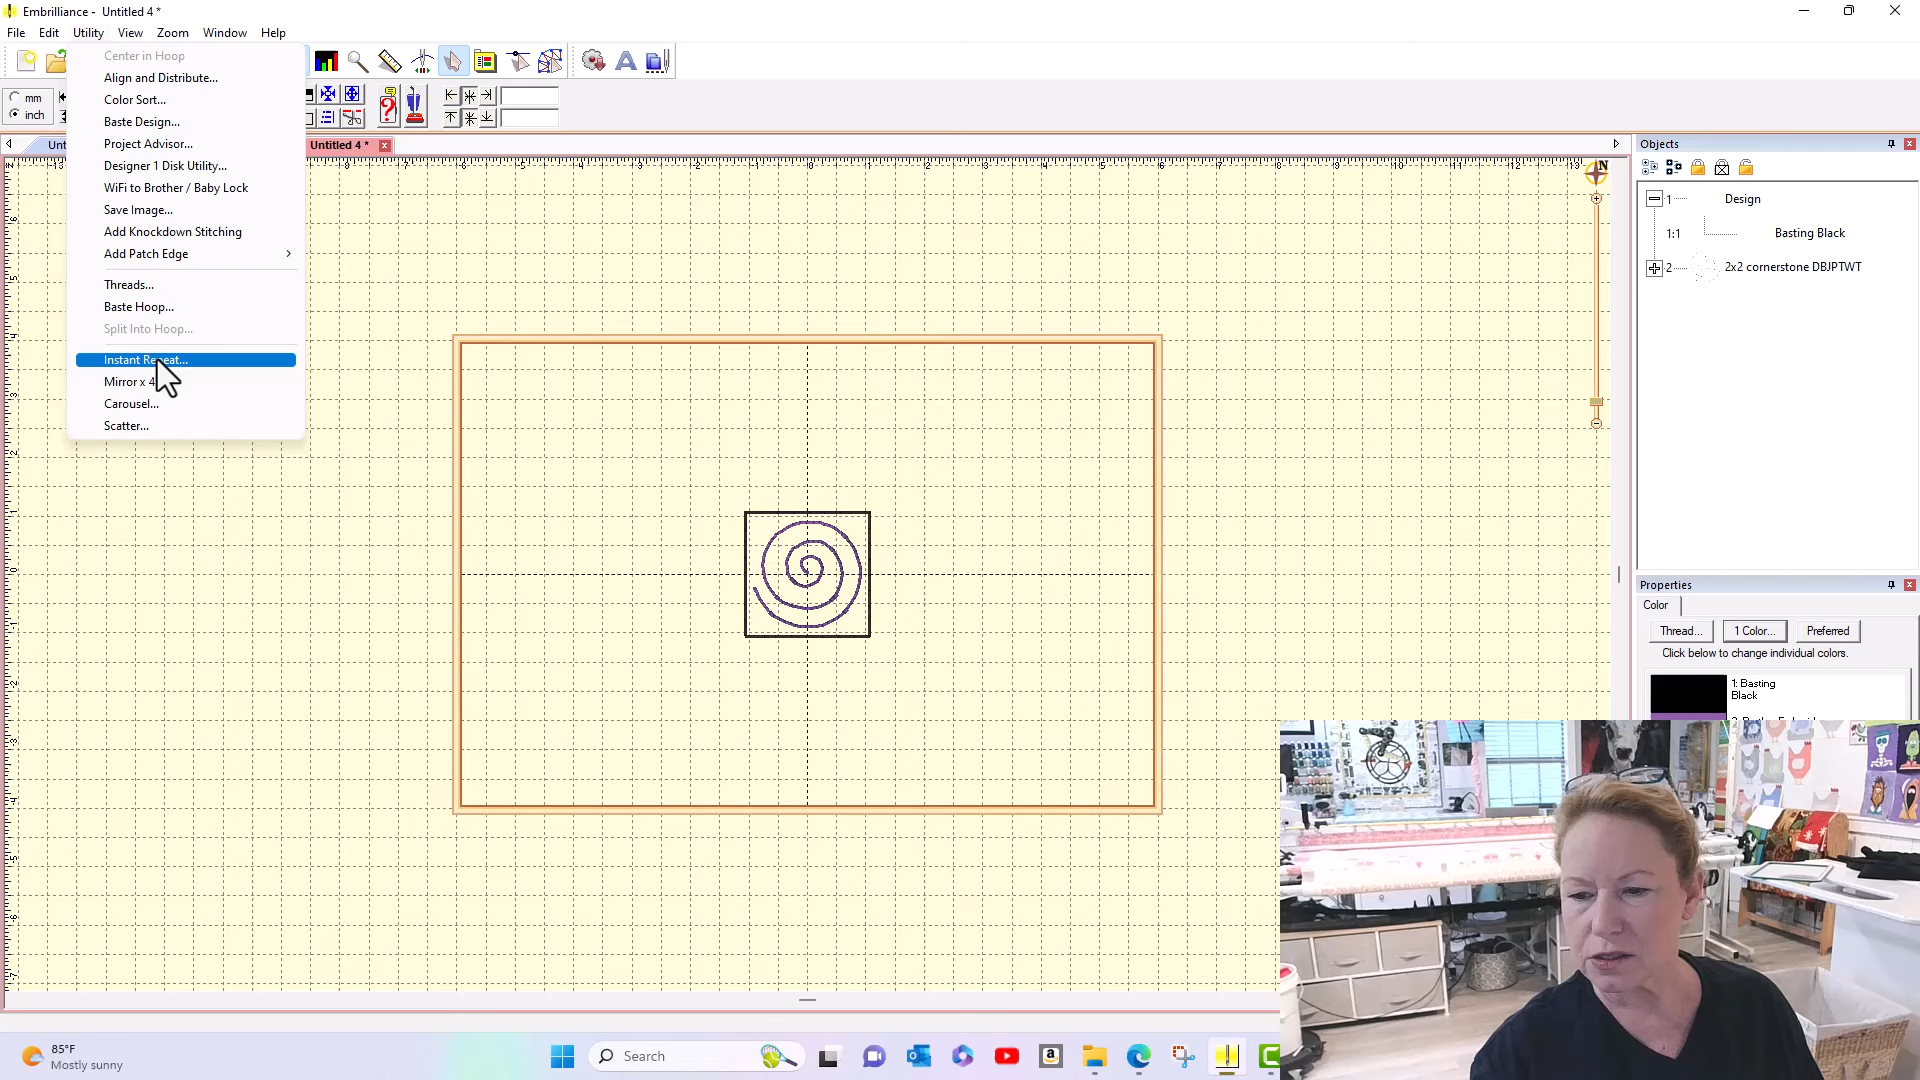 Embrilliance - Untitled 4 *
File Edit Utility View Zoom Window Help
Center in Hoop
Align and Distribute...
Color Sort...
Baste Design...
Project Advisor...
Designer 1 Disk Utility...
WiFi to Brother / Baby Lock
Save Image...
Add Knockdown Stitching
Add Patch Edge
Threads...
Baste Hoop...
Split Into Hoop...
Instant Repeat...
Mirror x 4
Carousel...
Scatter...
mm
inch
Untitled 4 *
N
Objects
1 Design
1:1 Basting Black
2 2x2 cornerstone DBJPTWT
Properties
Color
Thread... 1 Color... Preferred
Click below to change individual colors.
1: Basting
Black
85°F
Mostly sunny
Search